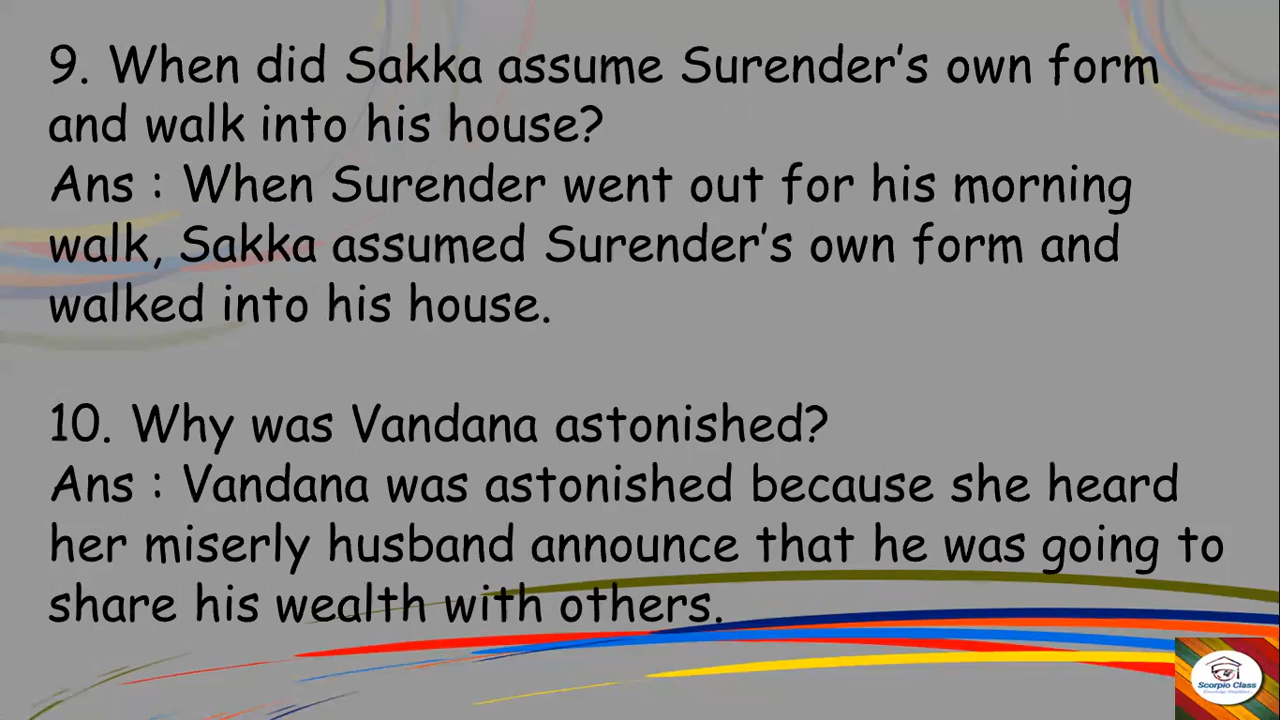 9. When did Sakka assume Surender's own form
and walk into his house?
Ans : When Surender went out for his morning
walk, Sakka assumed Surender's own form and
walked into his house.
10. Why was Vandana astonished?
Ans : Vandana was astonished because she heard
her miserly husband announce that he was going to
share his wealth with others.
Scorpio Class